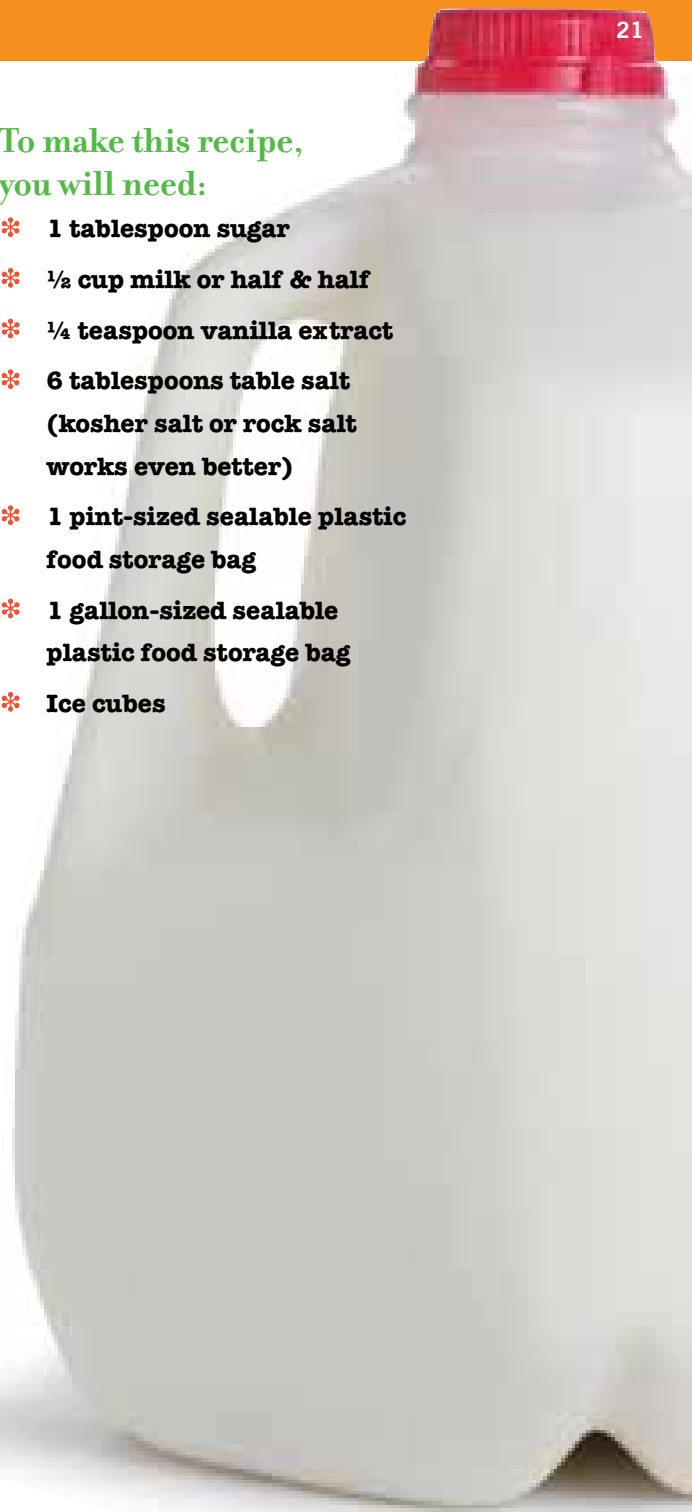 21
To make this recipe,
you will need:
✻ 1 tablespoon sugar
✻ ½ cup milk or half & half
✻ ¼ teaspoon vanilla extract
✻ 6 tablespoons table salt
(kosher salt or rock salt
works even better)
✻ 1 pint-sized sealable plastic
food storage bag
✻ 1 gallon-sized sealable
plastic food storage bag
✻ Ice cubes